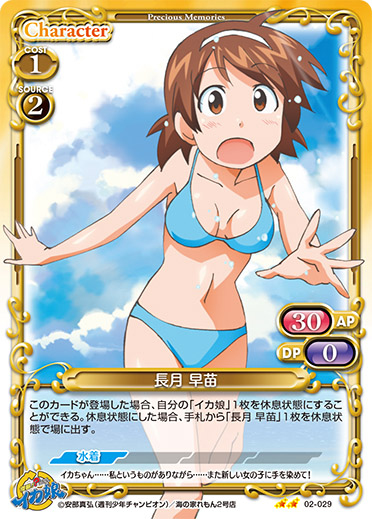 Precious Memories
Character
COST
1
SOURCE
2
30 AP
DP 0
長月 早苗
このカードが登場した場合、自分の「イカ娘」1枚を休息状態にするこ
とができる。休息状態にした場合、手札から「長月 早苗」1枚を休息状
態で場に出す。
水着
イカちゃん……私というものがありながら……また新しい女の子に手を染めて!
©安部真弘(週刊少年チャンピオン)/海の家れもん2号店
02-029